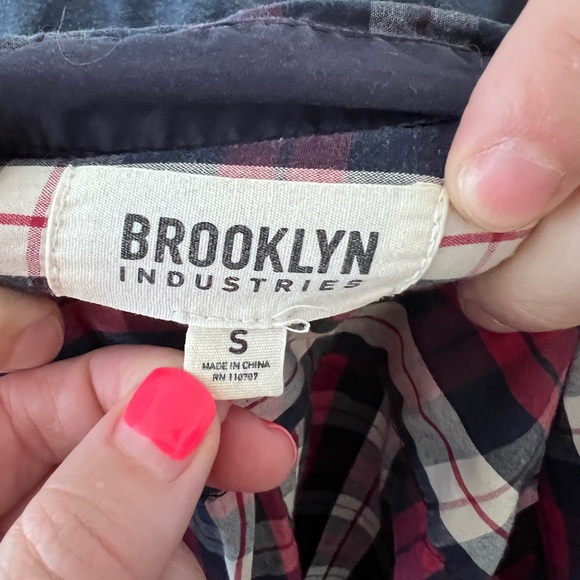 BROOKLYN
INDUSTRIES
S
MADE IN CHINA
RN 110707